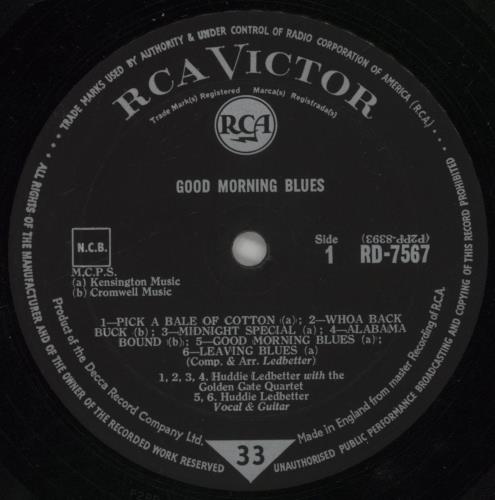 TRADE MARKS USED BY AUTHORITY & UNDER CONTROL OF RADIO CORPORATION OF AMERICA (R.C.A.)
RCA VICTOR
Trade Mark(s) Registered Marca(s) Registrada(s)
RCA
GOOD MORNING BLUES
N.C.B.
M.C.P.S.
(a) Kensington Music
(b) Cromwell Music
Side
1
(P2PP-8393)
RD-7567
1—PICK A BALE OF COTTON (a); 2—WHOA BACK
BUCK (b); 3—MIDNIGHT SPECIAL (a); 4—ALABAMA
BOUND (b); 5—GOOD MORNING BLUES (a);
6—LEAVING BLUES (a)
(Comp. & Arr. Ledbetter)
1, 2, 3, 4. Huddie Ledbetter with the
Golden Gate Quartet
5, 6. Huddie Ledbetter
Vocal & Guitar
Product of the Decca Record Company Ltd.
33
Made in England from master Recording of R.C.A.
ALL RIGHTS OF THE MANUFACTURER AND OF THE OWNER OF THE RECORDED WORK RESERVED
UNAUTHORISED PUBLIC PERFORMANCE BROADCASTING AND COPYING OF THIS RECORD PROHIBITED